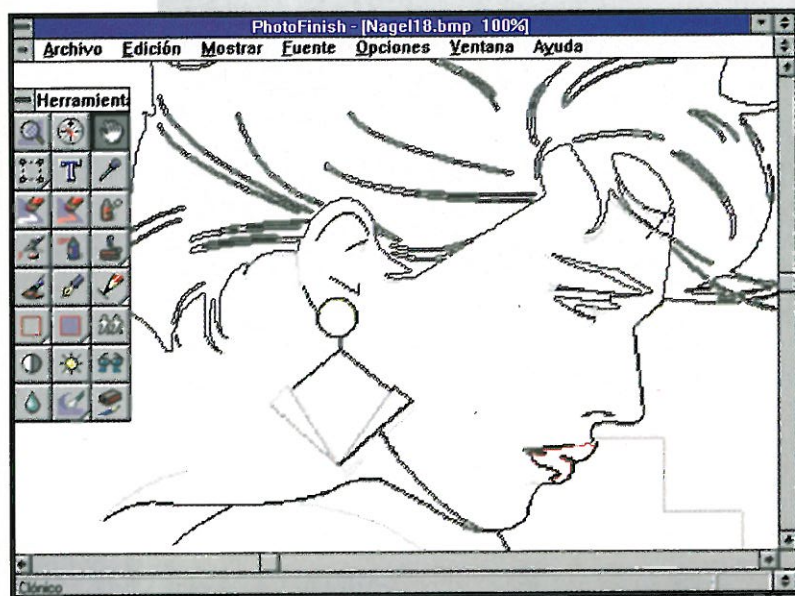 PhotoFinish - [Nagel18.bmp 100%]
Archivo Edición Mostrar Fuente Opciones Ventana Ayuda
Herramient
T
Clónico